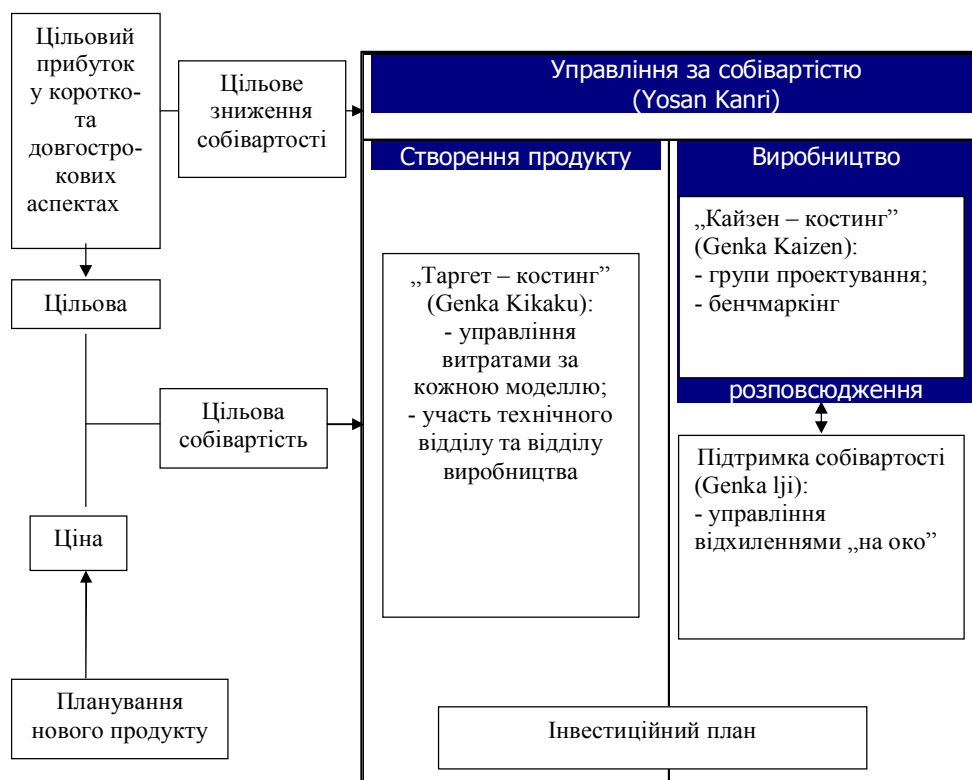 Цільовий
прибуток
у коротко-
та
довгостро-
кових
аспектах
Цільове
зниження
собівартості
Управління за собівартістю
(Yosan Kanri)
Створення продукту
Виробництво
„Кайзен – костинг”
(Genka Kaizen):
- групи проектування;
- бенчмаркінг
розповсюдження
„Таргет – костинг”
(Genka Kikaku):
- управління
витратами за
кожною моделлю;
- участь технічного
відділу та відділу
виробництва
Цільова
Цільова
собівартість
Підтримка собівартості
(Genka lji):
- управління
відхиленнями „на око”
Ціна
Планування
нового продукту
Інвестиційний план